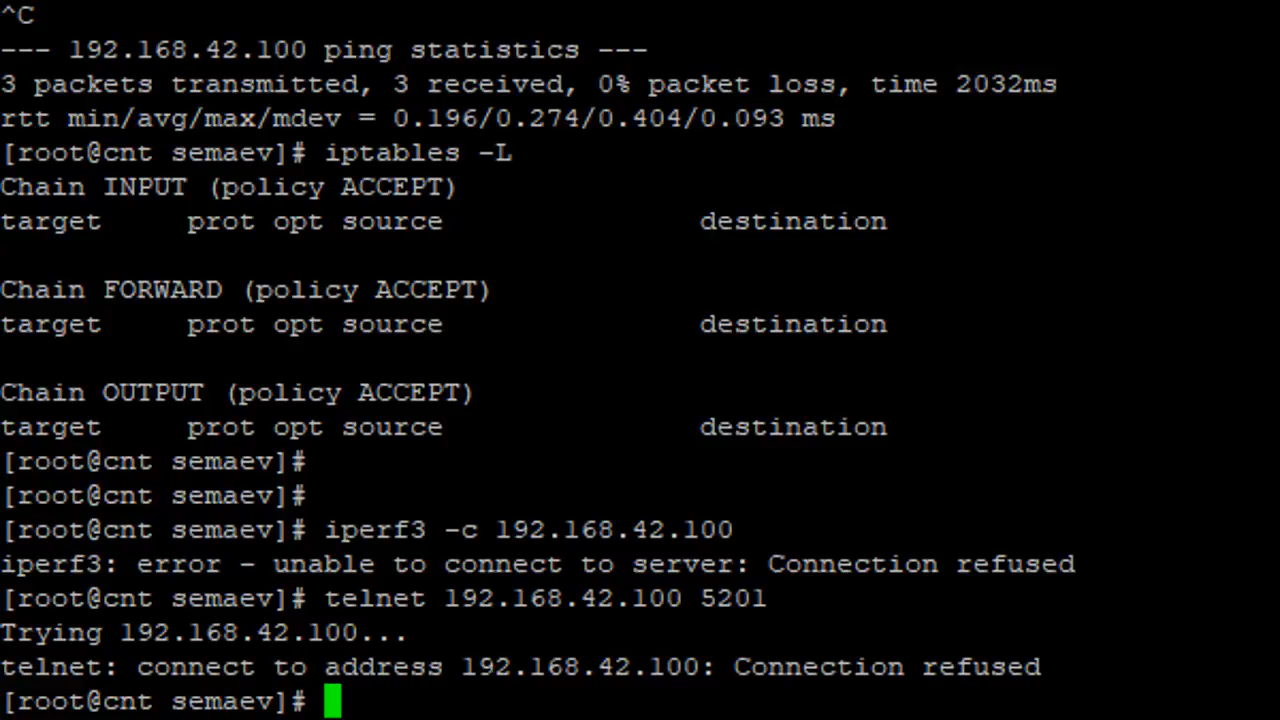 ^C
--- 192.168.42.100 ping statistics ---
3 packets transmitted, 3 received, 0% packet loss, time 2032ms
rtt min/avg/max/mdev = 0.196/0.274/0.404/0.093 ms
[root@cnt semaev]# iptables -L
Chain INPUT (policy ACCEPT)
target     prot opt source               destination
Chain FORWARD (policy ACCEPT)
target     prot opt source               destination
Chain OUTPUT (policy ACCEPT)
target     prot opt source               destination
[root@cnt semaev]#
[root@cnt semaev]#
[root@cnt semaev]# iperf3 -c 192.168.42.100
iperf3: error - unable to connect to server: Connection refused
[root@cnt semaev]# telnet 192.168.42.100 5201
Trying 192.168.42.100...
telnet: connect to address 192.168.42.100: Connection refused
[root@cnt semaev]#